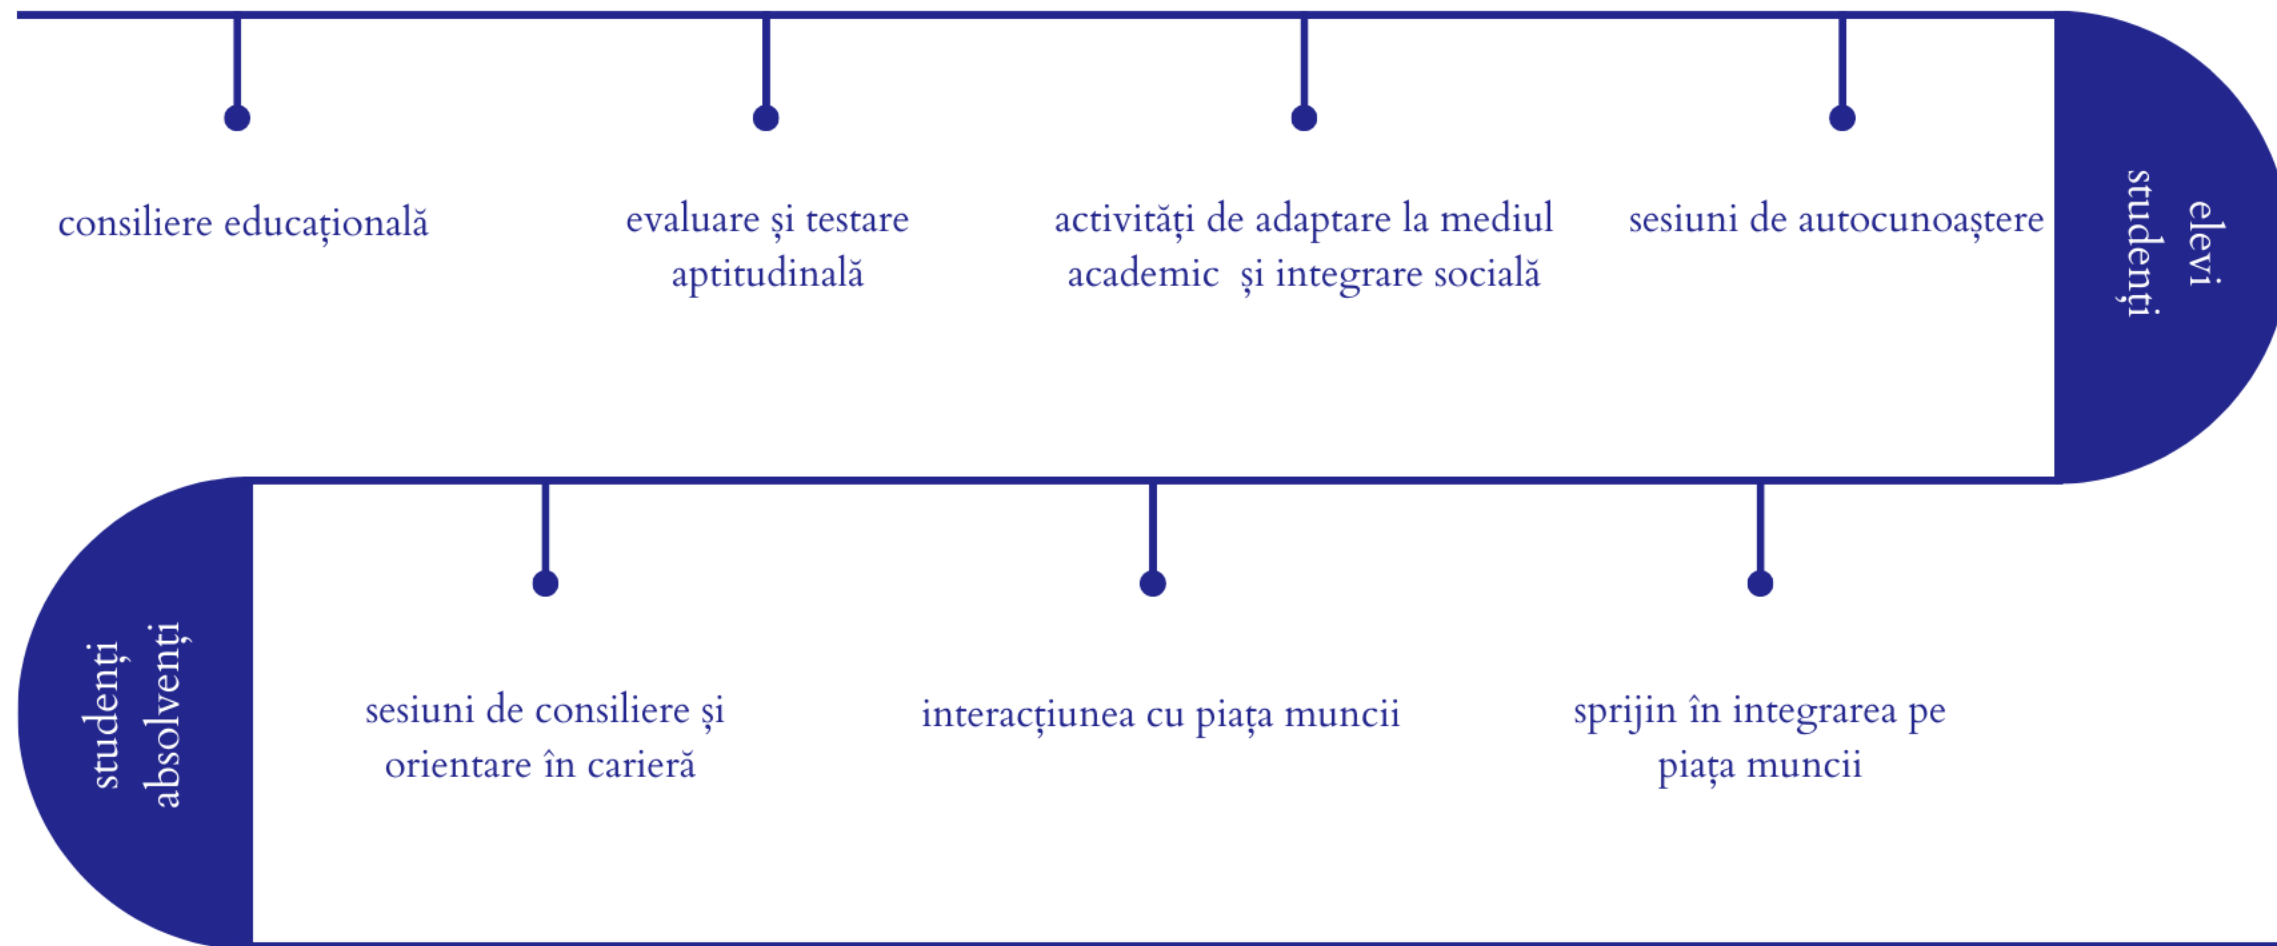 consiliere educațională
evaluare și testare
aptitudinală
activități de adaptare la mediul
academic și integrare socială
sesiuni de autocunoaștere
elevi
studenți
studenți
absolvenți
sesiuni de consiliere și
orientare în carieră
interacțiunea cu piața muncii
sprijin în integrarea pe
piața muncii